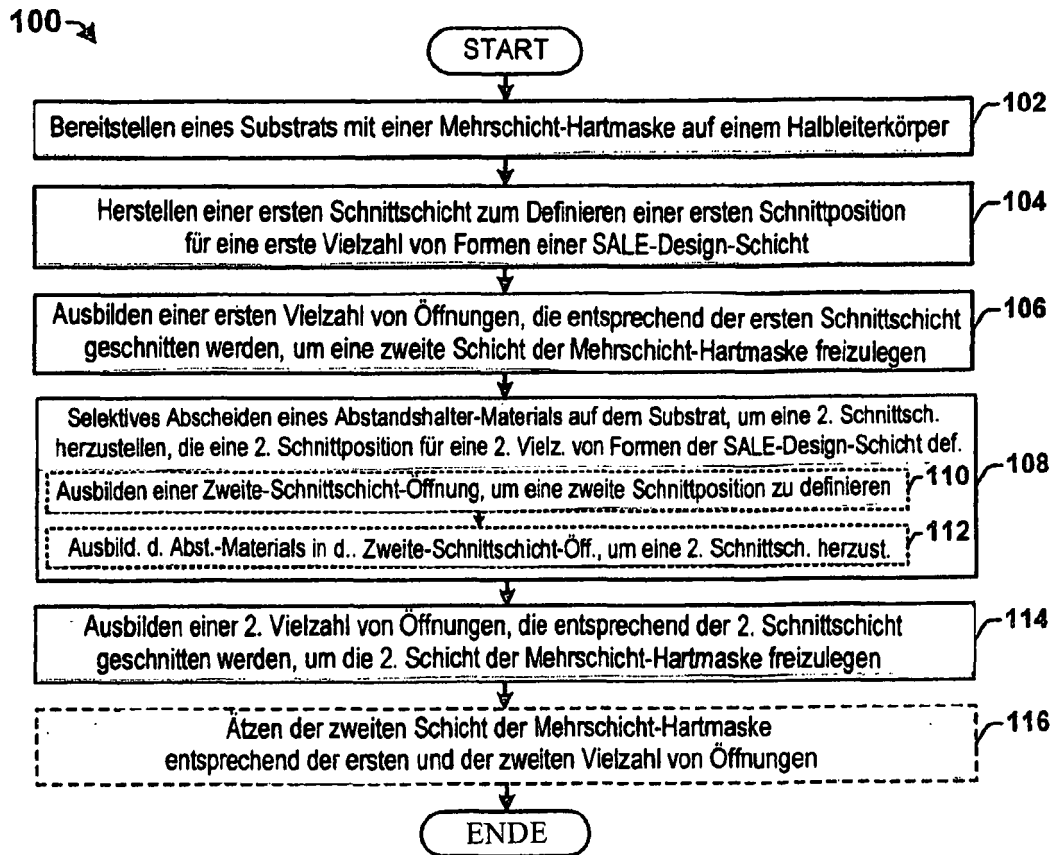 100
START
Bereitstellen eines Substrats mit einer Mehrschicht-Hartmaske auf einem Halbleiterkörper
102
Herstellen einer ersten Schnittschicht zum Definieren einer ersten Schnittposition
für eine erste Vielzahl von Formen einer SALE-Design-Schicht
104
Ausbilden einer ersten Vielzahl von Öffnungen, die entsprechend der ersten Schnittschicht
geschnitten werden, um eine zweite Schicht der Mehrschicht-Hartmaske freizulegen
106
Selektives Abscheiden eines Abstandshalter-Materials auf dem Substrat, um eine 2. Schnittsch.
herzustellen, die eine 2. Schnittposition für eine 2. Vielz. von Formen der SALE-Design-Schicht def.
108
Ausbilden einer Zweite-Schnittschicht-Öffnung, um eine zweite Schnittposition zu definieren
110
Ausbild. d. Abst.-Materials in d.. Zweite-Schnittschicht-Öff., um eine 2. Schnittsch. herzust.
112
Ausbilden einer 2. Vielzahl von Öffnungen, die entsprechend der 2. Schnittschicht
geschnitten werden, um die 2. Schicht der Mehrschicht-Hartmaske freizulegen
114
Ätzen der zweiten Schicht der Mehrschicht-Hartmaske
entsprechend der ersten und der zweiten Vielzahl von Öffnungen
116
ENDE